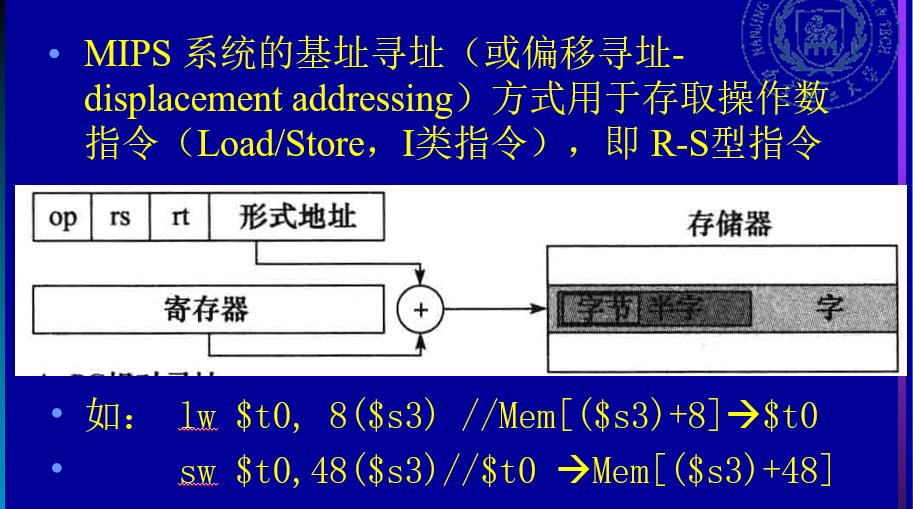 • MIPS 系统的基址寻址（或偏移寻址-
displacement addressing）方式用于存取操作数
指令（Load/Store，I类指令），即 R-S型指令
op rs rt 形式地址
存储器
寄存器
+
字节 半字 字
• 如： lw $t0, 8($s3) //Mem[($s3)+8]→$t0
• sw $t0,48($s3)//$t0 →Mem[($s3)+48]